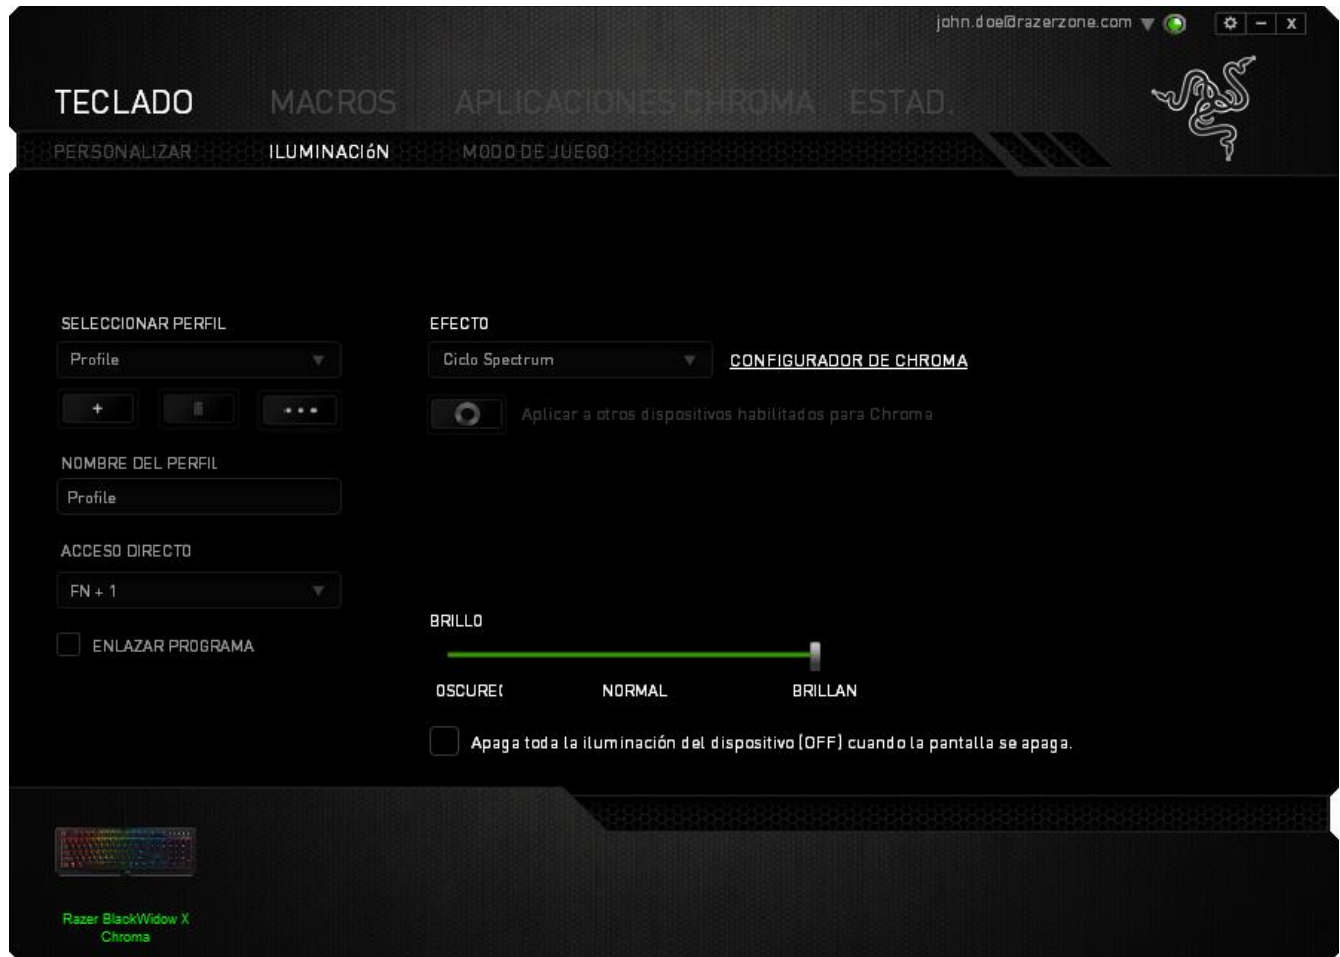 john.doe@razerzone.com
TECLADO MACROS APLICACIONES CHROMA ESTAD.
PERSONALIZAR ILUMINACIóN MODO DE JUEGO
SELECCIONAR PERFIL
Profile
NOMBRE DEL PERFIL
Profile
ACCESO DIRECTO
FN + 1
ENLAZAR PROGRAMA
EFECTO
Ciclo Spectrum CONFIGURADOR DE CHROMA
Aplicar a otros dispositivos habilitados para Chroma
BRILLO
OSCUREC NORMAL BRILLAN
Apaga toda la iluminación del dispositivo (OFF) cuando la pantalla se apaga.
Razer BlackWidow X
Chroma